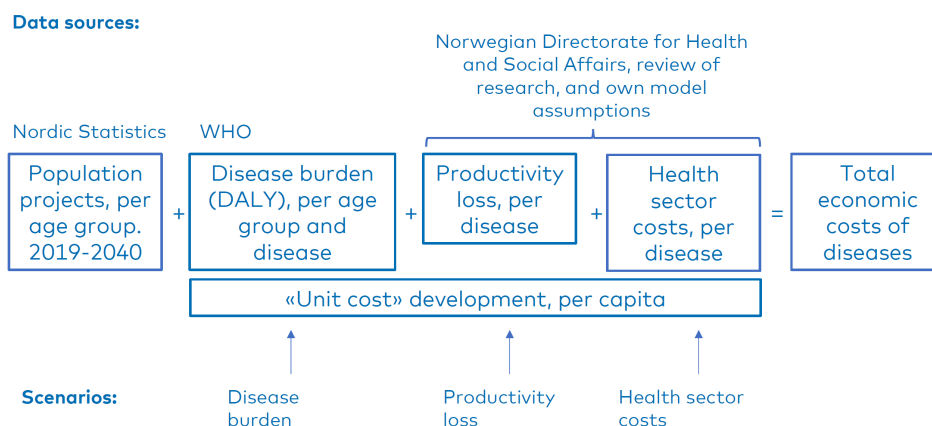 Data sources:
Norwegian Directorate for Health
and Social Affairs, review of
research, and own model
assumptions
Nordic Statistics
WHO
Population
projects, per
age group.
2019-2040
+
Disease burden
(DALY), per age
group and
disease
+
Productivity
loss, per
disease
+
Health
sector
costs, per
disease
=
Total
economic
costs of
diseases
«Unit cost» development, per capita
Scenarios:
Disease
burden
Productivity
loss
Health sector
costs